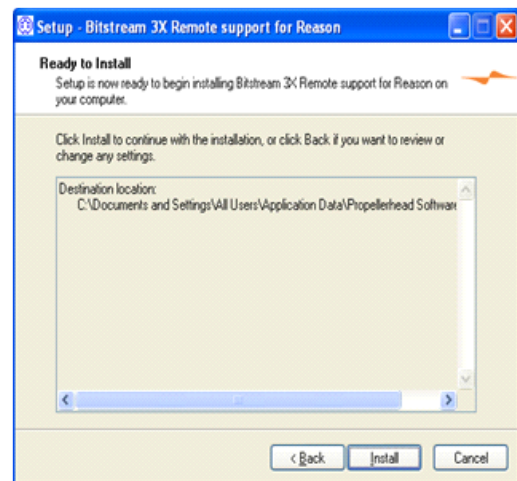 Setup - Bitstream 3X Remote support for Reason
Ready to Install
Setup is now ready to begin installing Bitstream 3X Remote support for Reason on
your computer.
Click Install to continue with the installation, or click Back if you want to review or
change any settings.
Destination location:
C:\Documents and Settings\All Users\Application Data\Propellerhead Software
< Back
Install
Cancel